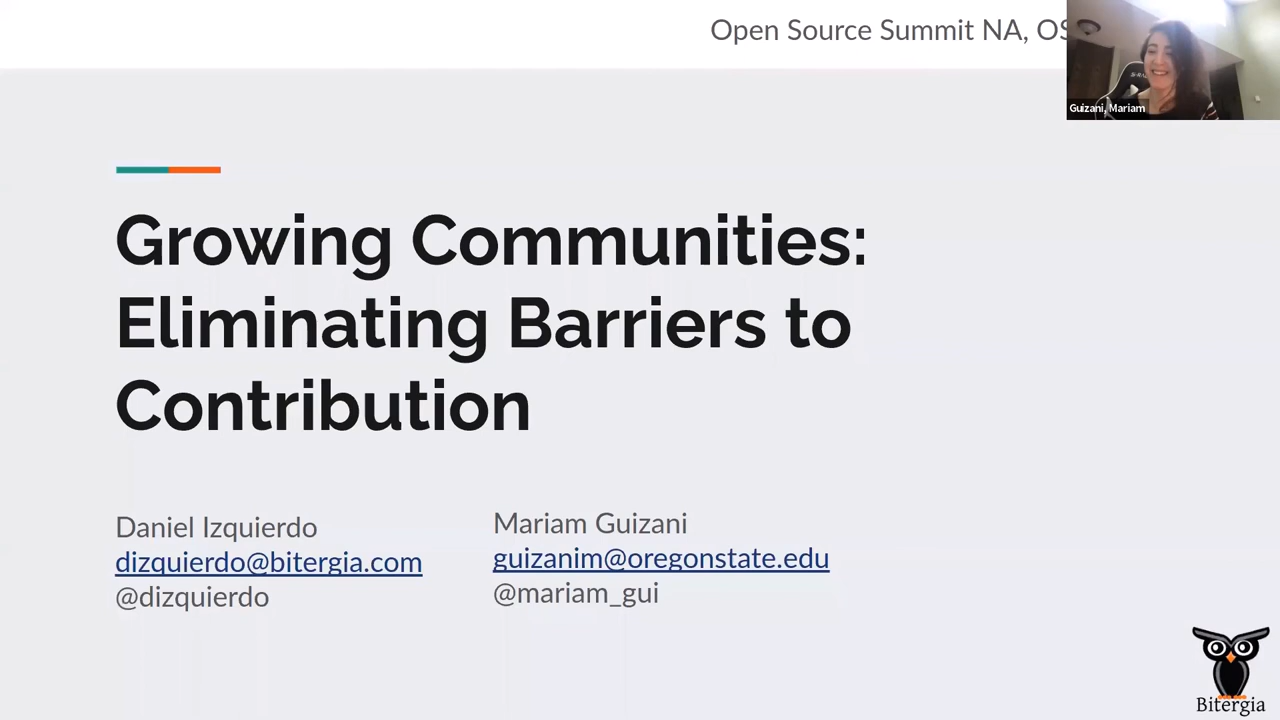 Open Source Summit NA, OS
Guizani, Mariam
Growing Communities:
Eliminating Barriers to
Contribution
Daniel Izquierdo
dizquierdo@bitergia.com
@dizquierdo
Mariam Guizani
guizanim@oregonstate.edu
@mariam_gui
Bitergia